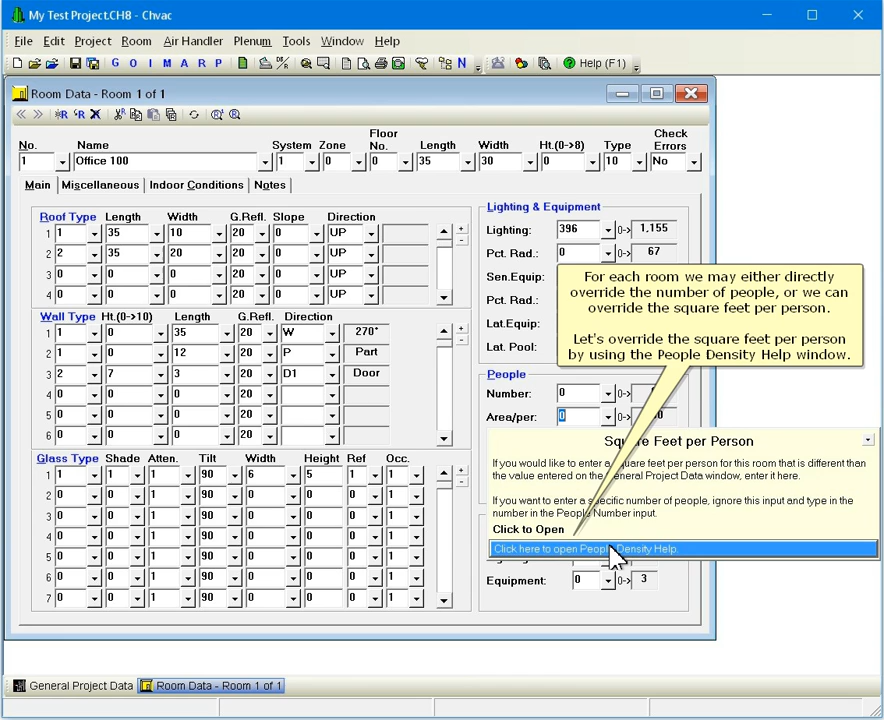 My Test Project.CH8 - Chvac
File Edit Project Room Air Handler Plenum Tools Window Help
G O I M A R P N Help (F1)
Room Data - Room 1 of 1
No. Name System Zone Floor No. Length Width Ht.(0->8) Type Check Errors
1 Office 100 1 0 0 35 30 0 10 No
Main Miscellaneous Indoor Conditions Notes
Roof Type Length Width G.Refl. Slope Direction
1 1 35 10 20 0 UP
2 2 35 20 20 0 UP
3 0 0 0 20 0 UP
4 0 0 0 20 0 UP
Wall Type Ht.(0->10) Length G.Refl. Direction
1 1 0 35 20 W 270°
2 1 0 12 20 P Part
3 2 7 3 20 D1 Door
4 0 0 0 20
5 0 0 0 20
6 0 0 0 20
Glass Type Shade Atten. Tilt Width Height Ref Occ.
1 1 1 1 90 6 5 1 1
2 0 0 0 90 0 0 0 1
3 0 0 0 90 0 0 0 1
4 0 0 0 90 0 0 0 1
5 0 0 0 90 0 0 0 1
6 0 0 0 90 0 0 0 1
7 0 0 0 90 0 0 0 1
Lighting & Equipment
Lighting: 396 0-> 1,155
Pct. Rad.: 0 0-> 67
Sen.Equip:
Pct. Rad.:
Lat.Equip:
Lat. Pool:
For each room we may either directly
override the number of people, or we can
override the square feet per person.
Let's override the square feet per person
by using the People Density Help window.
People
Number: 0 0->
Area/per: 0 0->
Square Feet per Person
If you would like to enter a square feet per person for this room that is different than
the value entered on the General Project Data window, enter it here.
If you want to enter a specific number of people, ignore this input and type in the
number in the People Number input.
Click to Open
Click here to open People Density Help.
Equipment: 0 0-> 3
General Project Data Room Data - Room 1 of 1